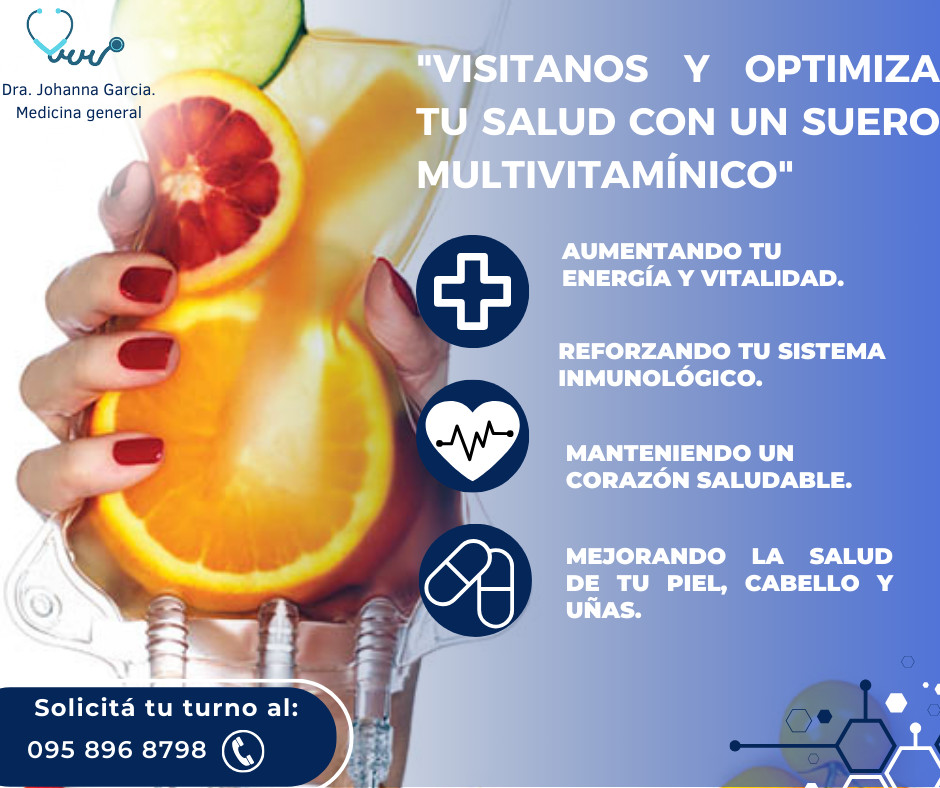 Dra. Johanna Garcia.
Medicina general
"VISITANOS Y OPTIMIZA
TU SALUD CON UN SUERO
MULTIVITAMÍNICO"
AUMENTANDO TU
ENERGÍA Y VITALIDAD.
REFORZANDO TU SISTEMA
INMUNOLÓGICO.
MANTENIENDO UN
CORAZÓN SALUDABLE.
MEJORANDO LA SALUD
DE TU PIEL, CABELLO Y
UÑAS.
Solicitá tu turno al:
095 896 8798